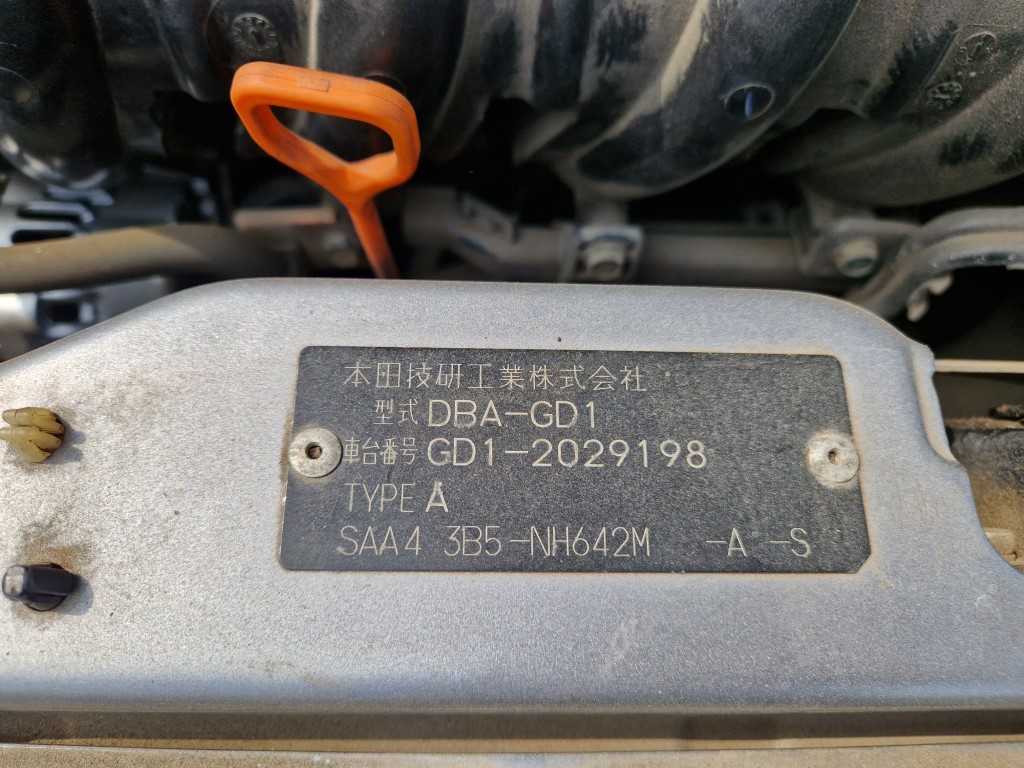 本田技研工業株式会社
型式 DBA-GD1
車台番号 GD1-2029198
TYPE A
SAA4 3B5-NH642M -A -S